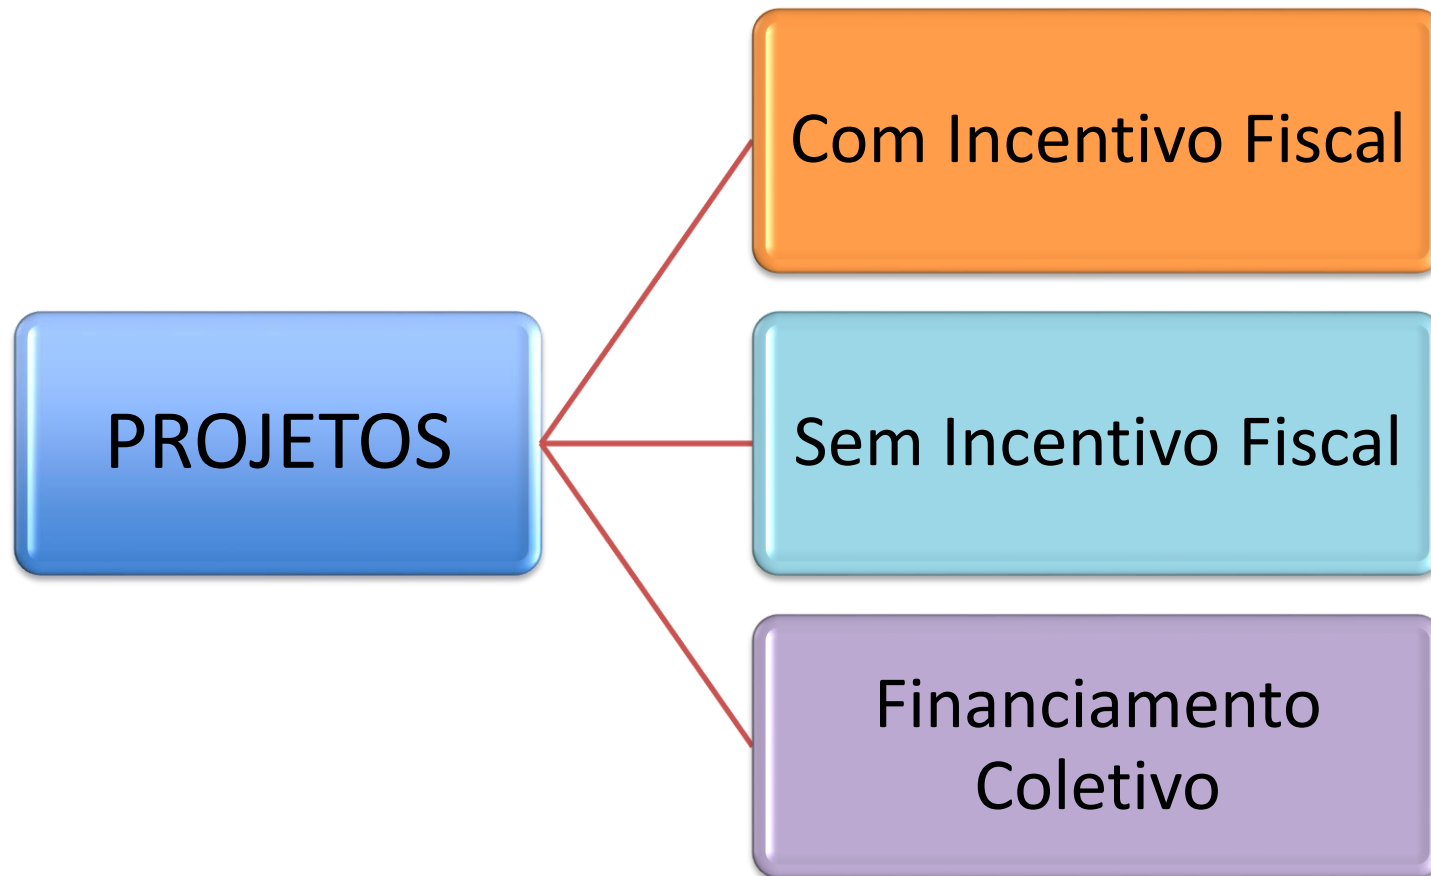 Com Incentivo Fiscal
PROJETOS
Sem Incentivo Fiscal
Financiamento
Coletivo